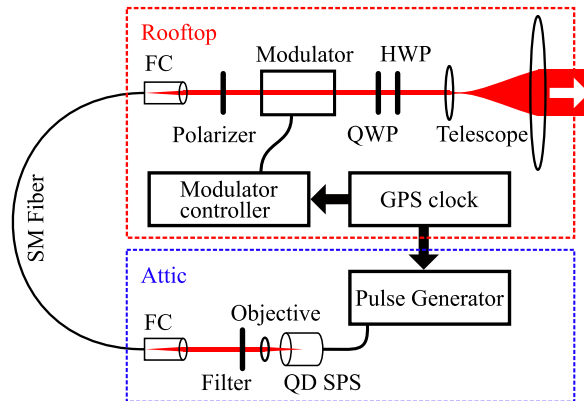 Rooftop
FC
Modulator
HWP
Polarizer
QWP
Telescope
Modulator
controller
GPS clock
SM Fiber
Attic
Pulse Generator
FC
Objective
Filter
QD SPS